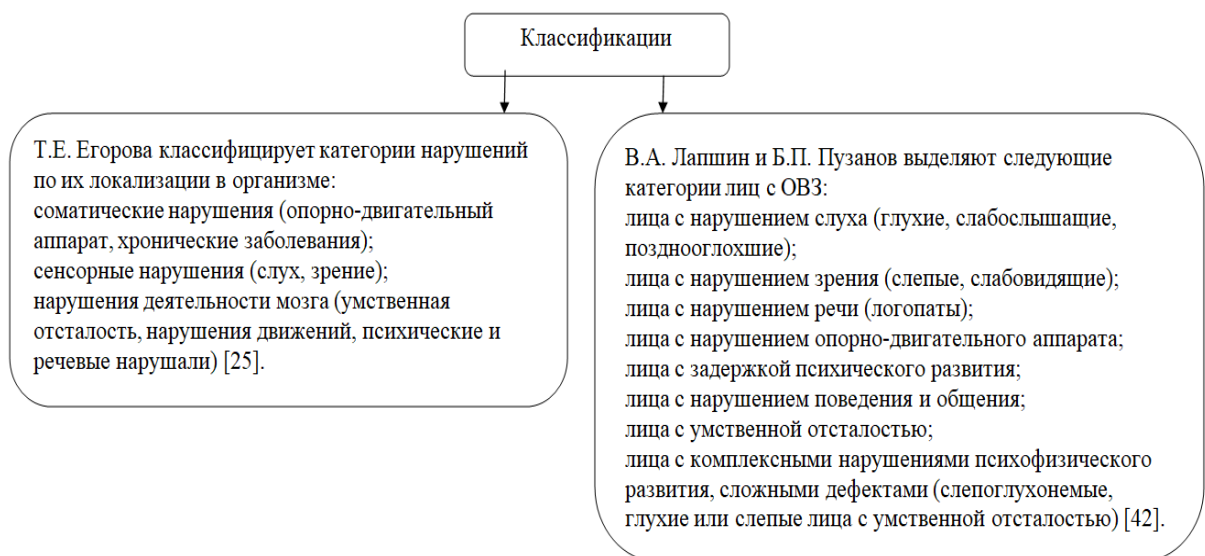 Классификации
Т.Е. Егорова классифицирует категории нарушений
по их локализации в организме:
соматические нарушения (опорно-двигательный
аппарат, хронические заболевания);
сенсорные нарушения (слух, зрение);
нарушения деятельности мозга (умственная
отсталость, нарушения движений, психические и
речевые нарушали) [25].
В.А. Лапшин и Б.П. Пузанов выделяют следующие
категории лиц с ОВЗ:
лица с нарушением слуха (глухие, слабослышащие,
позднооглохшие);
лица с нарушением зрения (слепые, слабовидящие);
лица с нарушением речи (логопаты);
лица с нарушением опорно-двигательного аппарата;
лица с задержкой психического развития;
лица с нарушением поведения и общения;
лица с умственной отсталостью;
лица с комплексными нарушениями психофизического
развития, сложными дефектами (слепоглухонемые,
глухие или слепые лица с умственной отсталостью) [42].